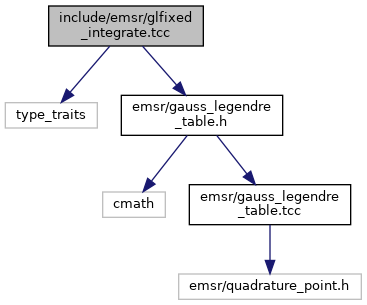 include/emsr/glfixed
_integrate.tcc
type_traits
emsr/gauss_legendre
_table.h
cmath
emsr/gauss_legendre
_table.tcc
emsr/quadrature_point.h